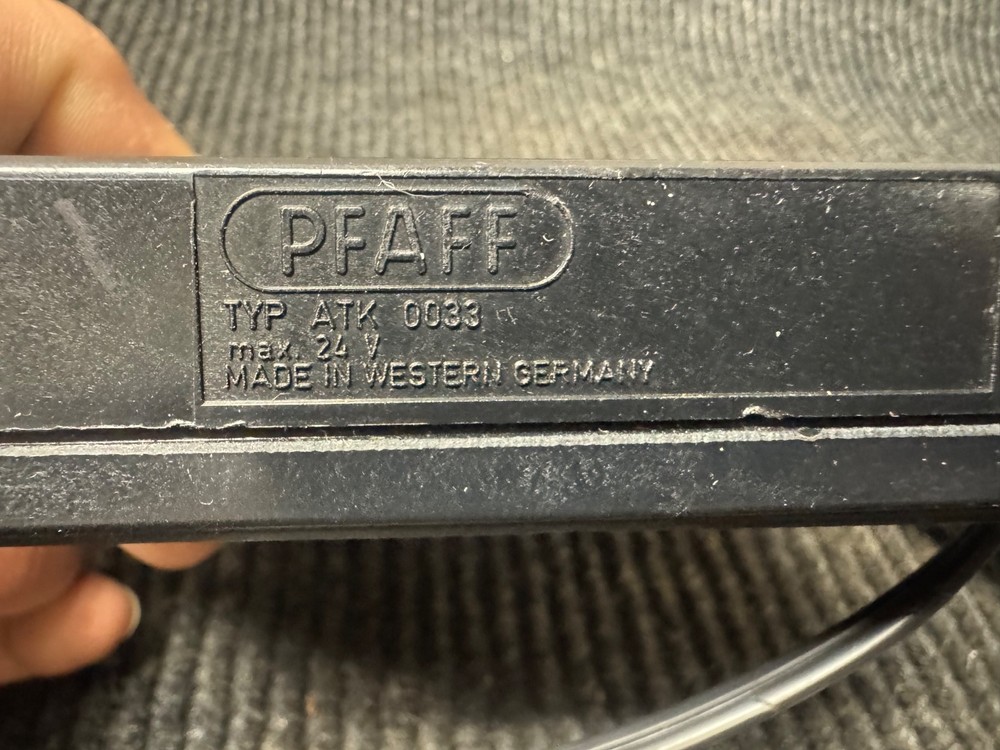 PFAFF
TYP ATK 0033
max. 24 V
MADE IN WESTERN GERMANY